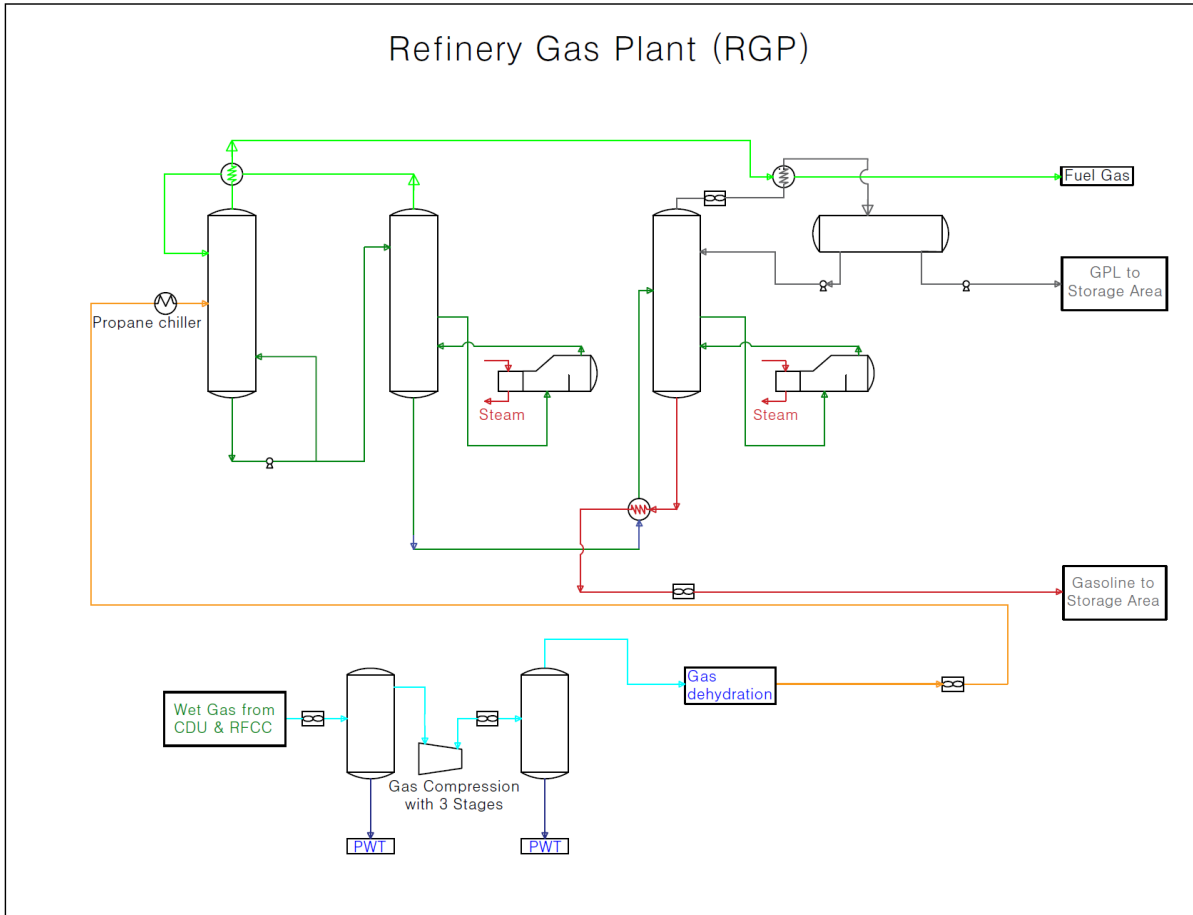 Refinery Gas Plant (RGP)
Fuel Gas
GPL to
Storage Area
Propane chiller
Steam
Steam
Gasoline to
Storage Area
Gas
dehydration
Wet Gas from
CDU & RFCC
Gas Compression
with 3 Stages
PWT
PWT